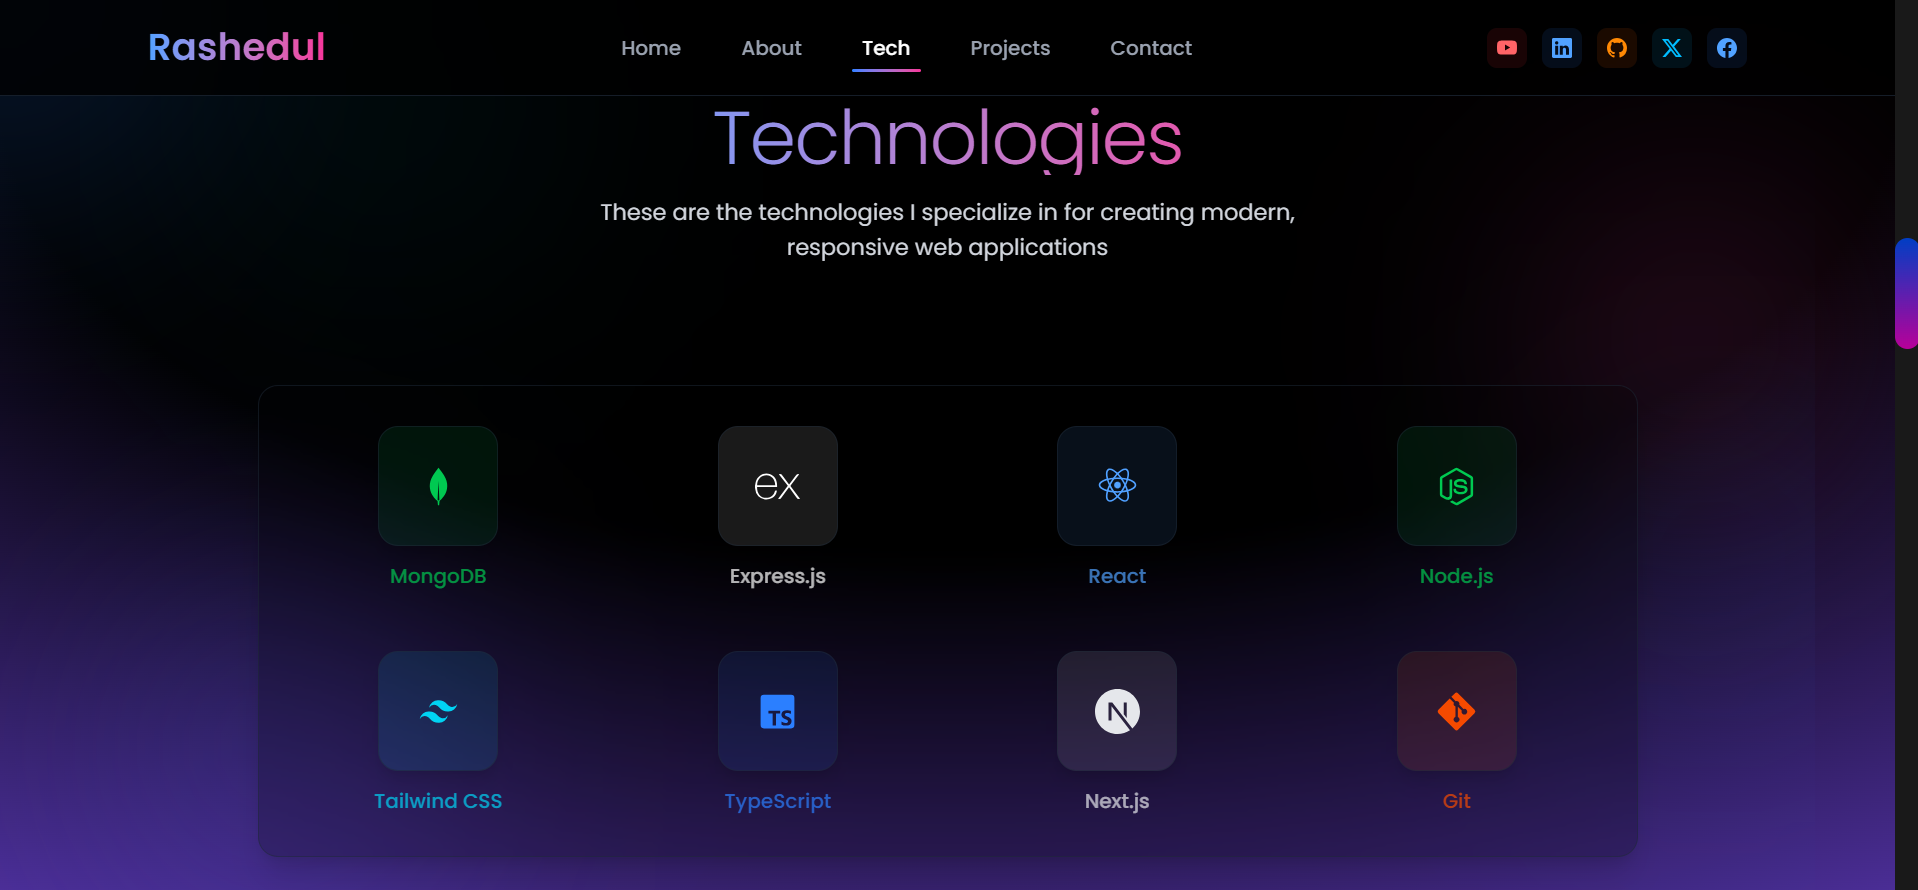 Rashedul
Home
About
Tech
Projects
Contact
Technologies
These are the technologies I specialize in for creating modern,
responsive web applications
ex
JS
MongoDB
Express.js
React
Node.js
TS
N
Tailwind CSS
TypeScript
Next.js
Git